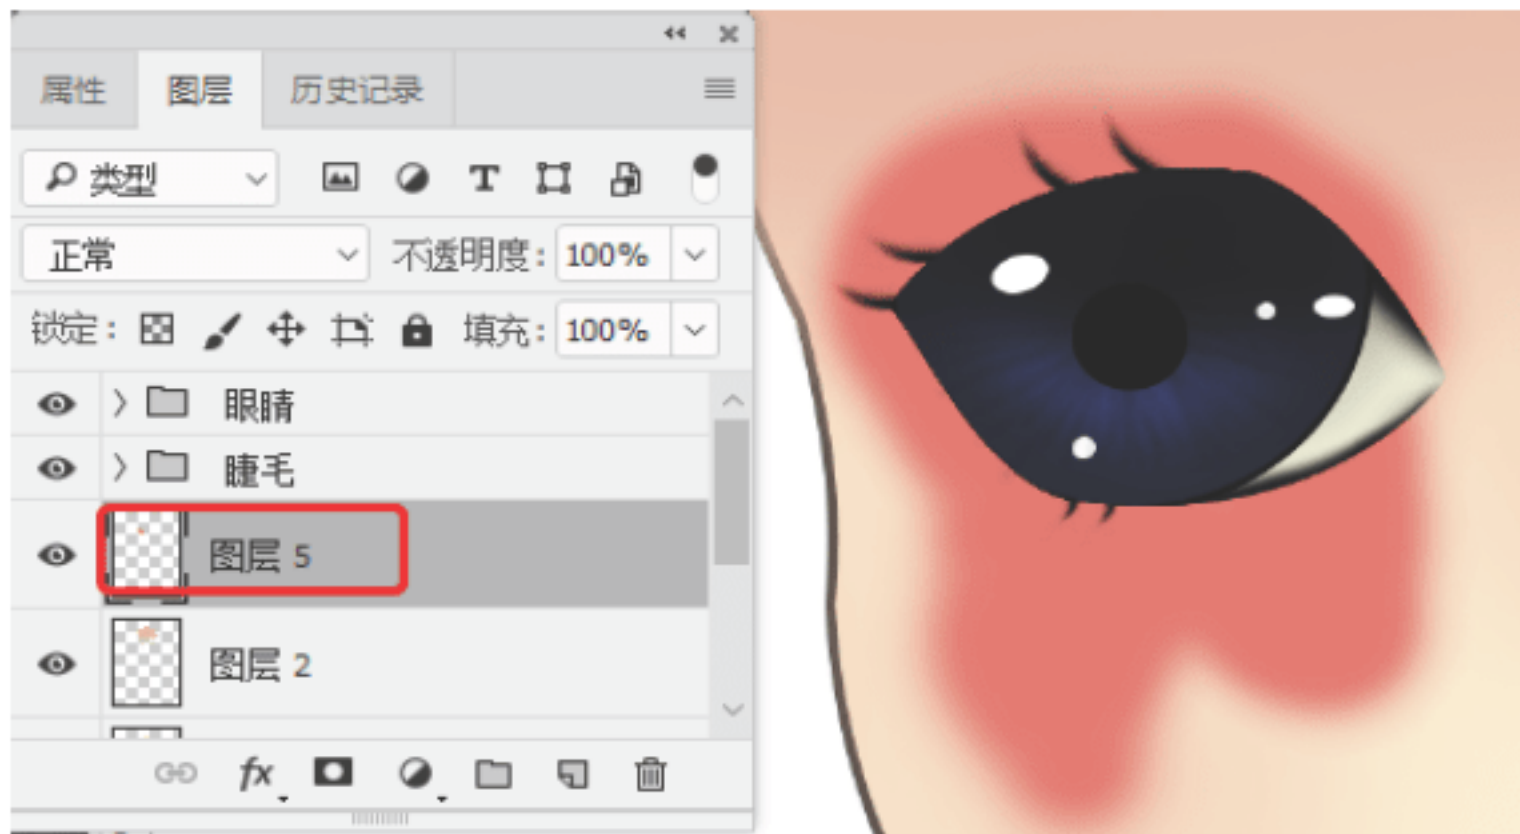 属性 图层 历史记录
类型 T
正常 不透明度: 100%
锁定: 填充: 100%
眼睛
睫毛
图层 5
图层 2
fx